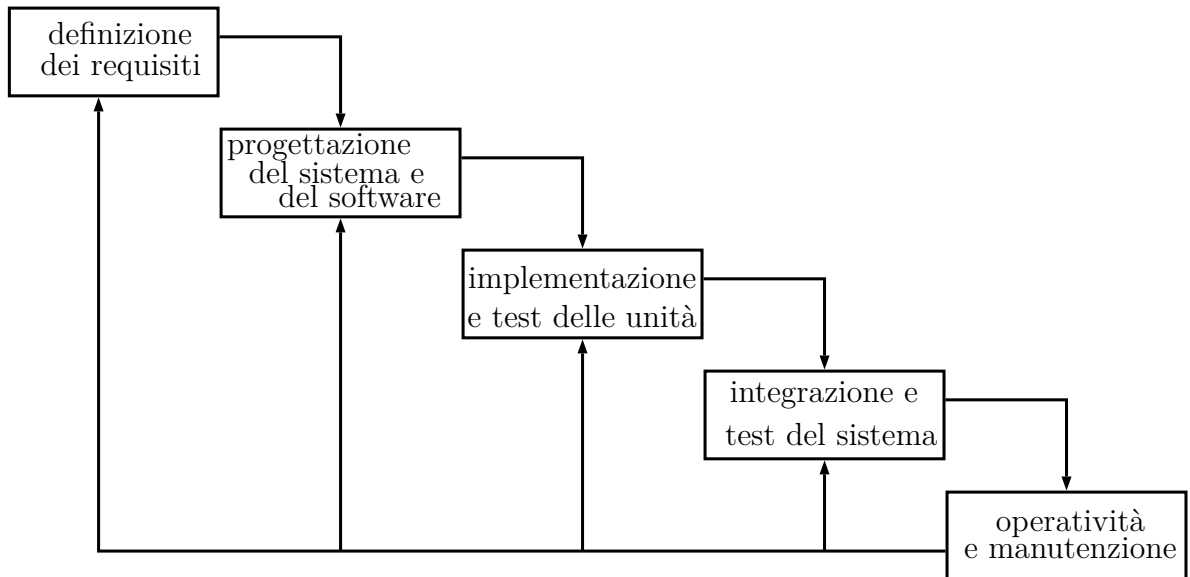 definizione
dei requisiti
progettazione
del sistema e
del software
implementazione
e test delle unità
integrazione e
test del sistema
operatività
e manutenzione